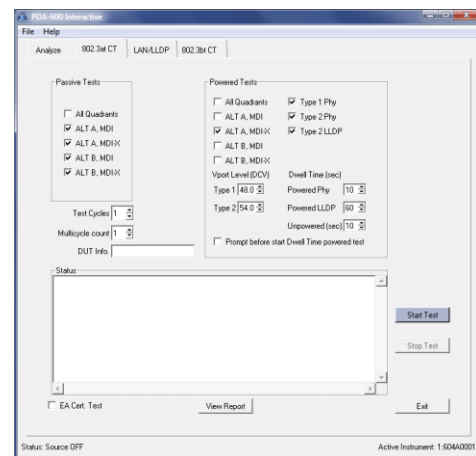 PDA-600 Interactive
File Help
Analyze 802.3at CT LAN/LLDP 802.3bt CT
Passive Tests
All Quadrants
ALT A, MDI
ALT A, MDI-X
ALT B, MDI
ALT B, MDI-X
Test Cycles 1
Multicycle count 1
DUT Info.
Powered Tests
All Quadrants Type 1 Phy
ALT A, MDI Type 2 Phy
ALT A, MDI-X Type 2 LLDP
ALT B, MDI
ALT B, MDI-X
Vport Level (DCV) Dwell Time (sec)
Type 1 48.0 Powered Phy 10
Type 2 54.0 Powered LLDP 60
Unpowered (sec) 10
Prompt before start Dwell Time powered test
Status
Start Test
Stop Test
EA Cert. Test View Report Exit
Status: Source OFF Active Instrument: 1:604A0001